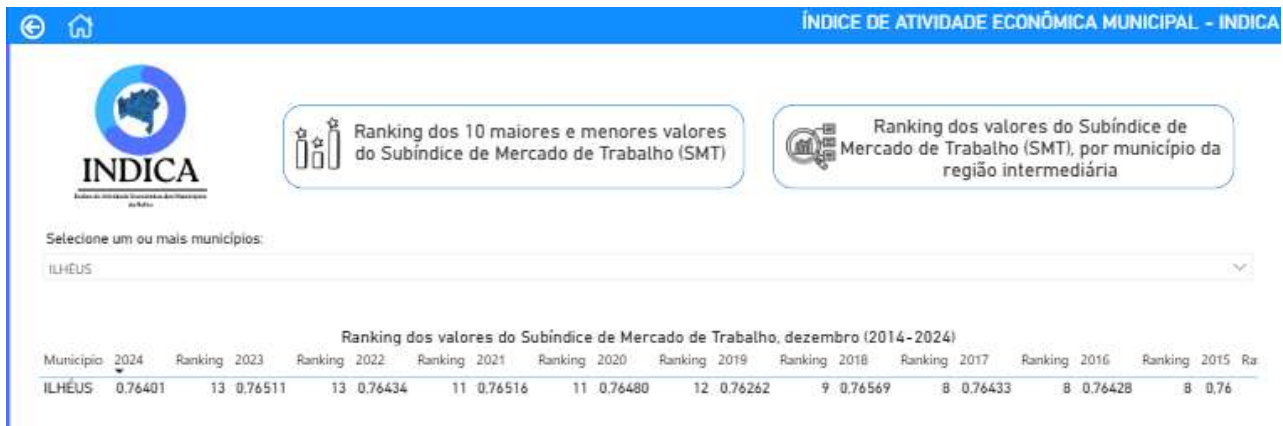 ÍNDICE DE ATIVIDADE ECONÔMICA MUNICIPAL - INDICA
INDICA
Ranking dos 10 maiores e menores valores
do Subíndice de Mercado de Trabalho (SMT)
Ranking dos valores do Subíndice de
Mercado de Trabalho (SMT), por município da
região intermediária
Selecione um ou mais municípios:
ILHÉUS
Ranking dos valores do Subíndice de Mercado de Trabalho, dezembro (2014-2024)
Município 2024 Ranking 2023 Ranking 2022 Ranking 2021 Ranking 2020 Ranking 2019 Ranking 2018 Ranking 2017 Ranking 2016 Ranking 2015 Ra
ILHÉUS 0.76401 13 0.76511 13 0.76434 11 0.76516 11 0.76480 12 0.76262 9 0.76569 8 0.76433 8 0.76428 8 0.76